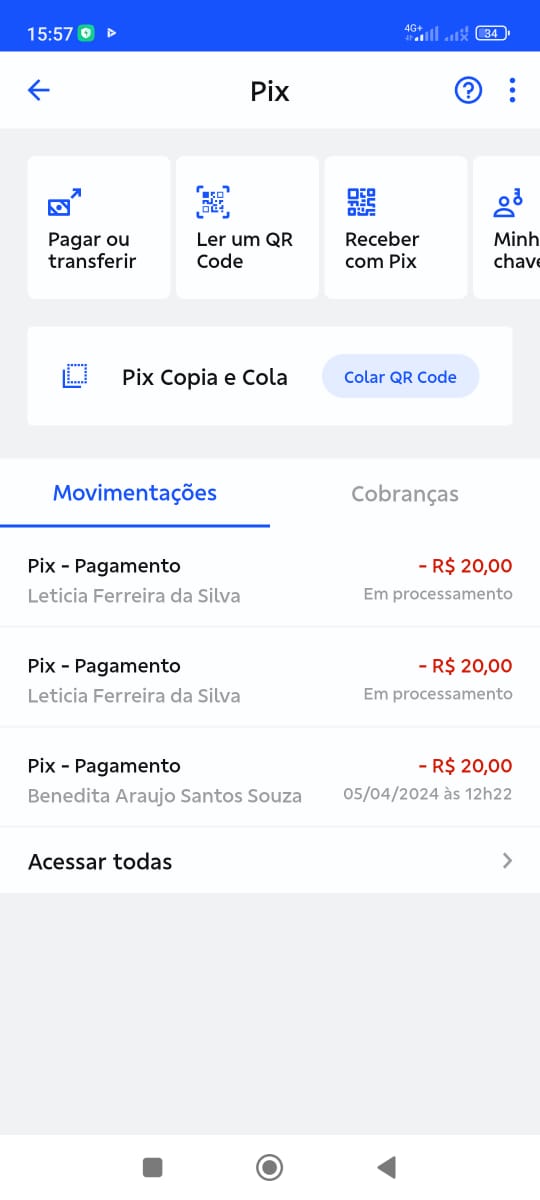 15:57 4G+ 34
Pix
Pagar ou
transferir
Ler um QR
Code
Receber
com Pix
Minh
chave
Pix Copia e Cola Colar QR Code
Movimentações Cobranças
Pix - Pagamento - R$ 20,00
Leticia Ferreira da Silva Em processamento
Pix - Pagamento - R$ 20,00
Leticia Ferreira da Silva Em processamento
Pix - Pagamento - R$ 20,00
Benedita Araujo Santos Souza 05/04/2024 às 12h22
Acessar todas